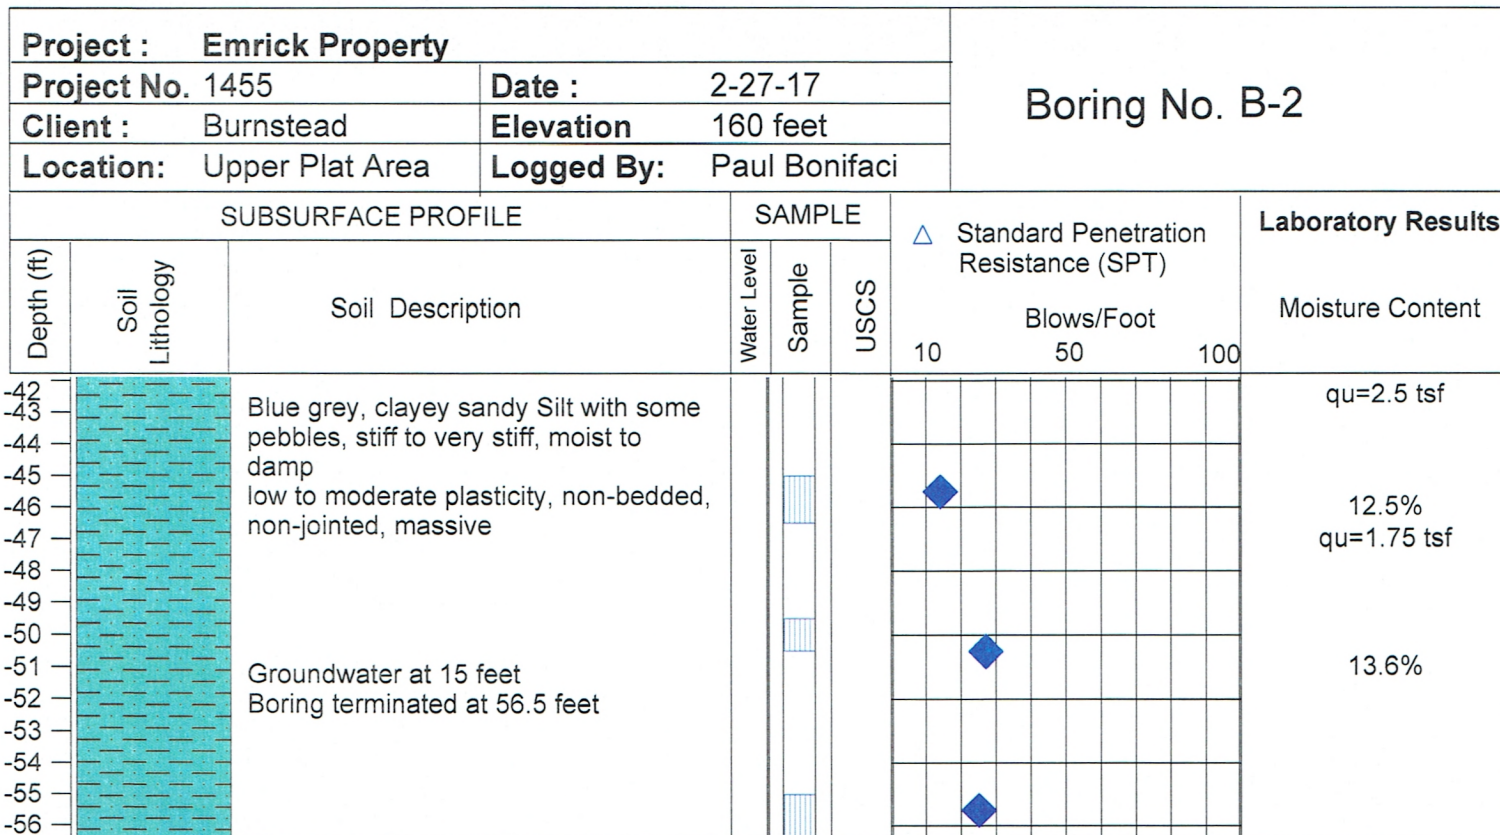 Project : Emrick Property
Project No. 1455 Date : 2-27-17
Client : Burnstead Elevation 160 feet
Location: Upper Plat Area Logged By: Paul Bonifaci
Boring No. B-2
SUBSURFACE PROFILE
SAMPLE
Depth (ft)
Soil Lithology
Soil Description
Water Level
Sample
USCS
Standard Penetration
Resistance (SPT)
Blows/Foot
10 50 100
Laboratory Results
Moisture Content
-42
-43
-44
-45
-46
-47
-48
-49
-50
-51
-52
-53
-54
-55
-56
Blue grey, clayey sandy Silt with some
pebbles, stiff to very stiff, moist to
damp
low to moderate plasticity, non-bedded,
non-jointed, massive
Groundwater at 15 feet
Boring terminated at 56.5 feet
qu=2.5 tsf
12.5%
qu=1.75 tsf
13.6%